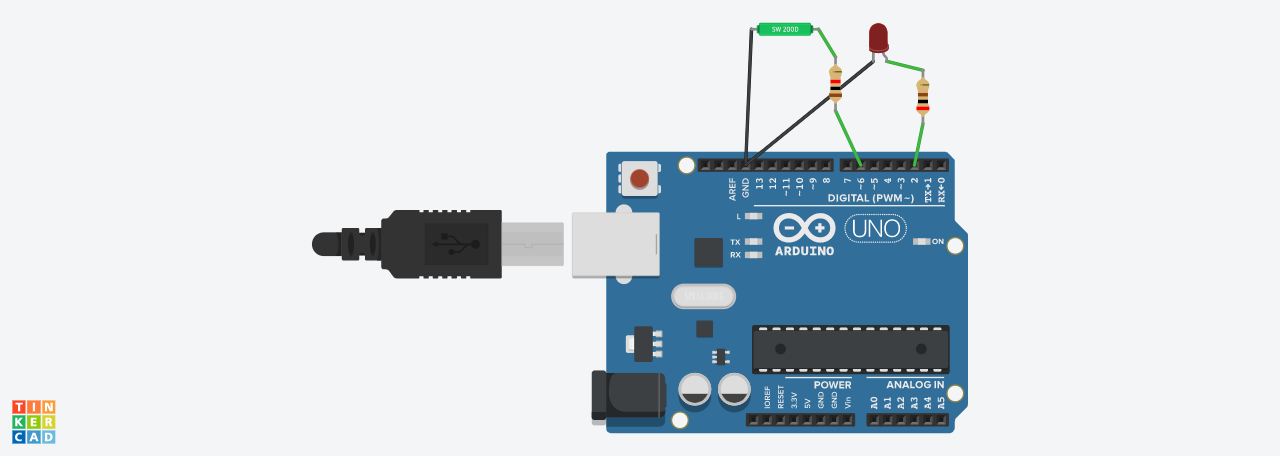 SW 200D
AREF
GND
13
12
~11
~10
~9
8
7
~6
~5
4
~3
2
TX→1
RX←0
DIGITAL (PWM~)
L
TX
RX
ARDUINO
UNO
ON
IOREF
RESET
3.3V
5V
GND
GND
Vin
POWER
ANALOG IN
A0
A1
A2
A3
A4
A5
TIN
KER
CAD